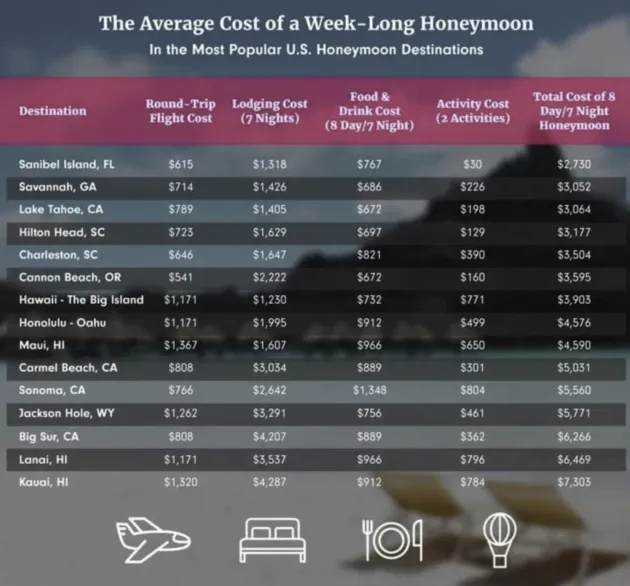 The Average Cost of a Week-Long Honeymoon
In the Most Popular U.S. Honeymoon Destinations
Destination Round-Trip Flight Cost Lodging Cost (7 Nights) Food & Drink Cost (8 Day/7 Night) Activity Cost (2 Activities) Total Cost of 8 Day/7 Night Honeymoon
Sanibel Island, FL $615 $1,318 $767 $30 $2,730
Savannah, GA $714 $1,426 $686 $226 $3,052
Lake Tahoe, CA $789 $1,405 $672 $198 $3,064
Hilton Head, SC $723 $1,629 $697 $129 $3,177
Charleston, SC $646 $1,647 $821 $390 $3,504
Cannon Beach, OR $541 $2,222 $672 $160 $3,595
Hawaii - The Big Island $1,171 $1,230 $732 $771 $3,903
Honolulu - Oahu $1,171 $1,995 $912 $499 $4,576
Maui, HI $1,367 $1,607 $966 $650 $4,590
Carmel Beach, CA $808 $3,034 $889 $301 $5,031
Sonoma, CA $766 $2,642 $1,348 $804 $5,560
Jackson Hole, WY $1,262 $3,291 $756 $461 $5,771
Big Sur, CA $808 $4,207 $889 $362 $6,266
Lanai, HI $1,171 $3,537 $966 $796 $6,469
Kauai, HI $1,320 $4,287 $912 $784 $7,303